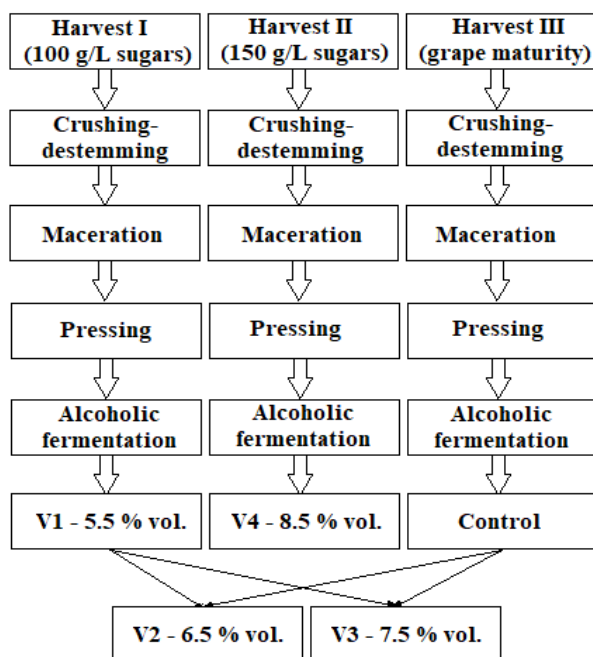 Harvest I
(100 g/L sugars)
Harvest II
(150 g/L sugars)
Harvest III
(grape maturity)
Crushing-
destemming
Crushing-
destemming
Crushing-
destemming
Maceration
Maceration
Maceration
Pressing
Pressing
Pressing
Alcoholic
fermentation
Alcoholic
fermentation
Alcoholic
fermentation
V1 - 5.5 % vol.
V4 - 8.5 % vol.
Control
V2 - 6.5 % vol.
V3 - 7.5 % vol.